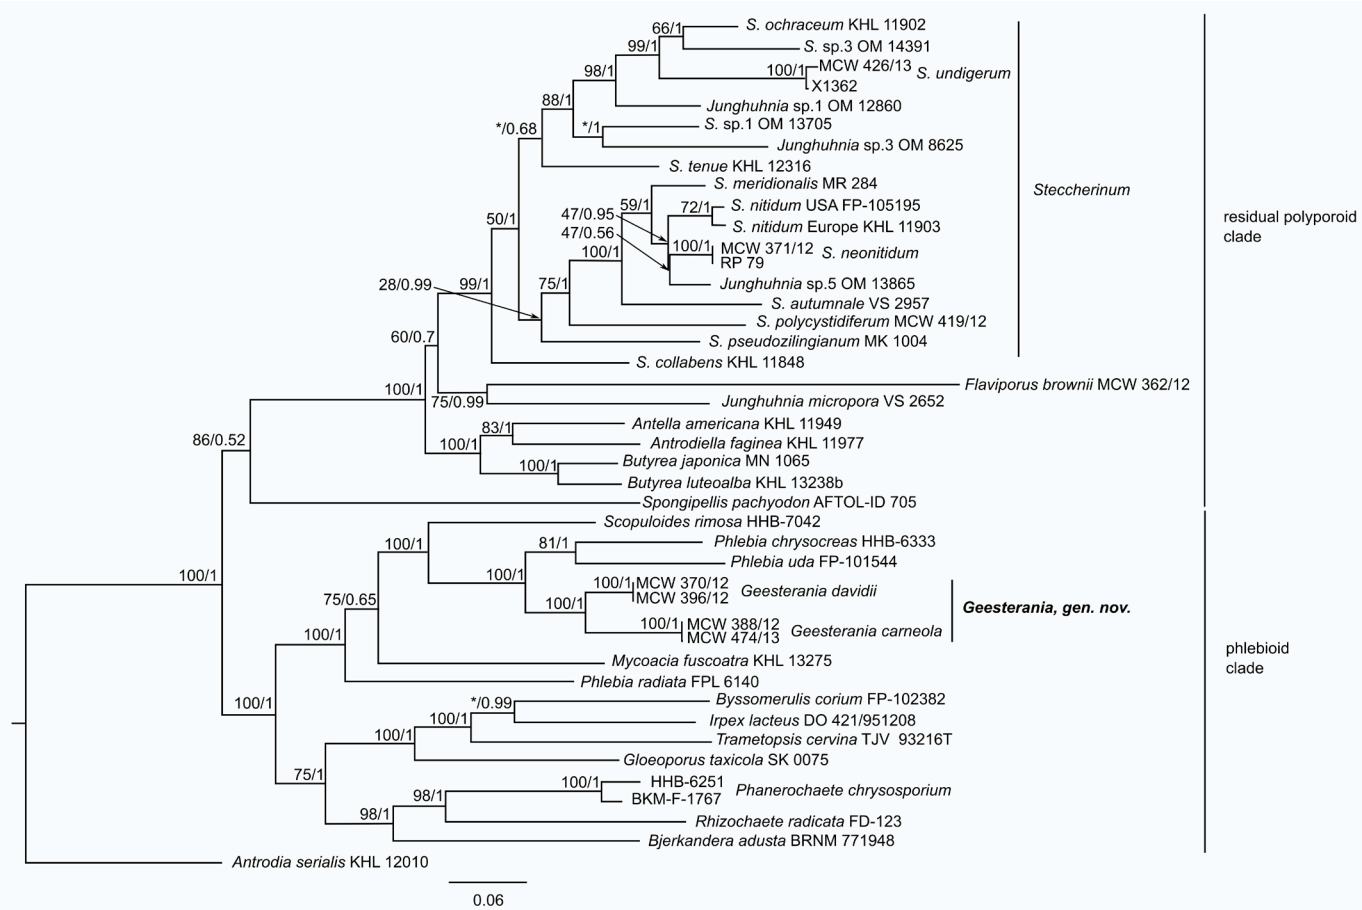 66/1
S. ochraceum KHL 11902
99/1
S. sp.3 OM 14391
98/1
100/1
MCW 426/13
S. undigerum
X1362
88/1
Junghuhnia sp.1 OM 12860
*/0.68
*/1
S. sp.1 OM 13705
Junghuhnia sp.3 OM 8625
S. tenue KHL 12316
S. meridionalis MR 284
Steccherinum
59/1
72/1
S. nitidum USA FP-105195
47/0.95
50/1
S. nitidum Europe KHL 11903
residual polyporoid
clade
47/0.56
100/1
MCW 371/12
S. neonitidum
RP 79
100/1
Junghuhnia sp.5 OM 13865
28/0.99
99/1
75/1
S. autumnale VS 2957
S. polycystidiferum MCW 419/12
60/0.7
S. pseudozilingianum MK 1004
S. collabens KHL 11848
100/1
Flaviporus brownii MCW 362/12
75/0.99
Junghuhnia micropora VS 2652
83/1
Antella americana KHL 11949
86/0.52
100/1
Antrodiella faginea KHL 11977
100/1
Butyrea japonica MN 1065
Butyrea luteoalba KHL 13238b
Spongipellis pachyodon AFTOL-ID 705
Scopuloides rimosa HHB-7042
100/1
81/1
Phlebia chrysocreas HHB-6333
Phlebia uda FP-101544
100/1
100/1
100/1
MCW 370/12
Geesterania davidii
MCW 396/12
75/0.65
100/1
Geesterania, gen. nov.
100/1
MCW 388/12
Geesterania carneola
MCW 474/13
100/1
phlebioid
clade
Mycoacia fuscoatra KHL 13275
Phlebia radiata FPL 6140
100/1
*/0.99
Byssomerulis corium FP-102382
100/1
Irpex lacteus DO 421/951208
100/1
Trametopsis cervina TJV 93216T
Gloeoporus taxicola SK 0075
75/1
100/1
HHB-6251
Phanerochaete chrysosporium
BKM-F-1767
98/1
98/1
Rhizochaete radicata FD-123
Bjerkandera adusta BRNM 771948
Antrodia serialis KHL 12010
0.06